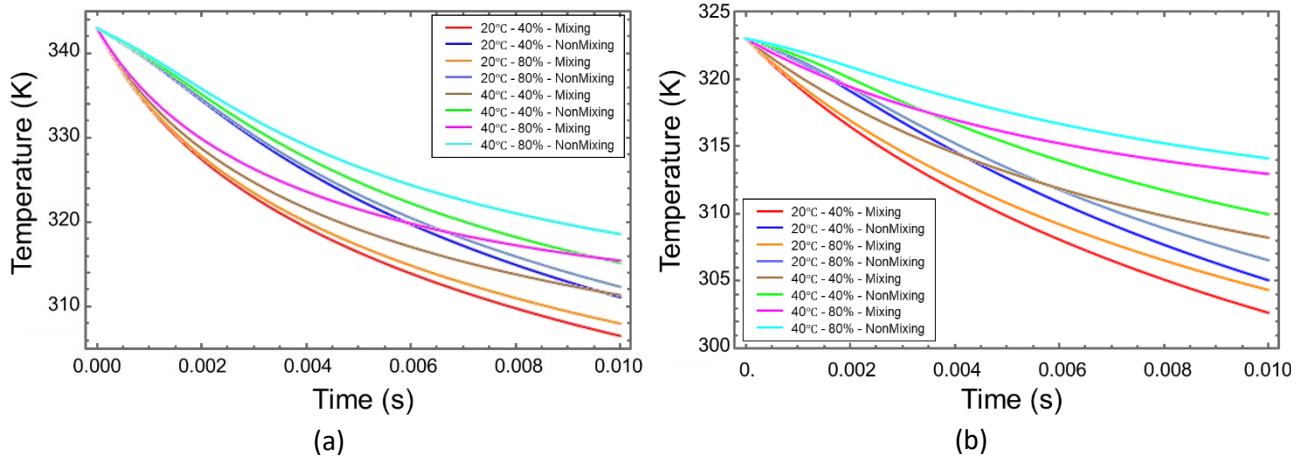 340
330
320
310
Temperature (K)
20℃ - 40% - Mixing
20℃ - 40% - NonMixing
20℃ - 80% - Mixing
20℃ - 80% - NonMixing
40℃ - 40% - Mixing
40℃ - 40% - NonMixing
40℃ - 80% - Mixing
40℃ - 80% - NonMixing
0.000 0.002 0.004 0.006 0.008 0.010
Time (s)
(a)
325
320
315
310
305
300
Temperature (K)
20℃ - 40% - Mixing
20℃ - 40% - NonMixing
20℃ - 80% - Mixing
20℃ - 80% - NonMixing
40℃ - 40% - Mixing
40℃ - 40% - NonMixing
40℃ - 80% - Mixing
40℃ - 80% - NonMixing
0. 0.002 0.004 0.006 0.008 0.010
Time (s)
(b)